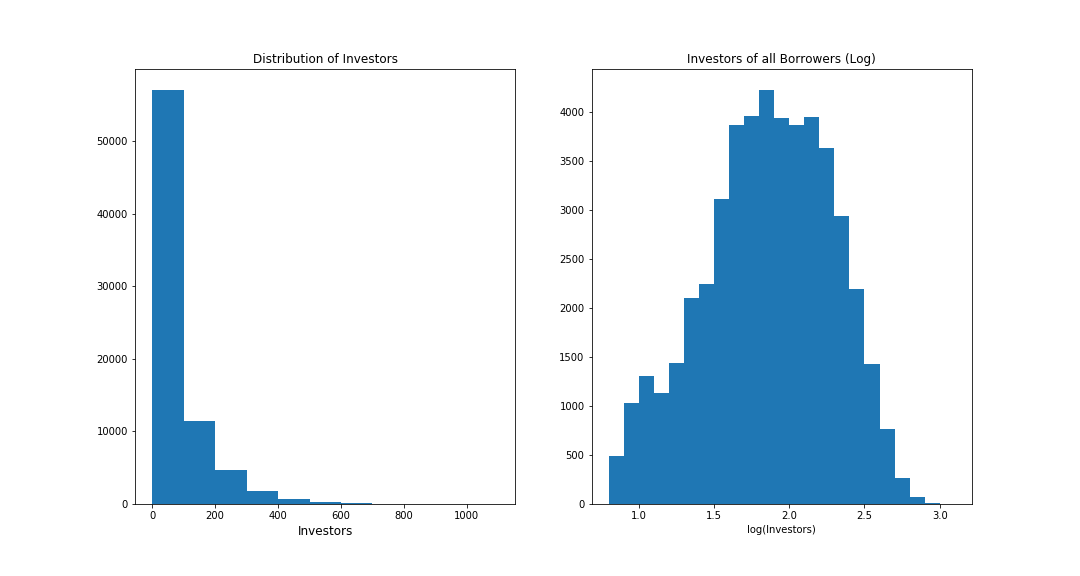 Distribution of Investors
50000
40000
30000
20000
10000
0
0 200 400 600 800 1000
Investors
Investors of all Borrowers (Log)
4000
3500
3000
2500
2000
1500
1000
500
0
1.0 1.5 2.0 2.5 3.0
log(Investors)